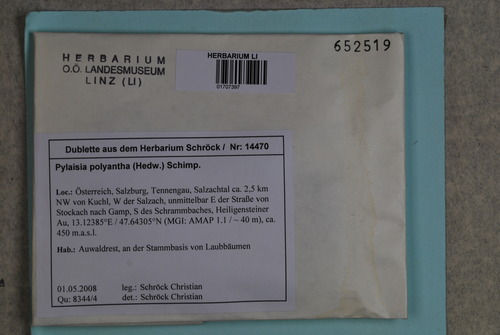 HERBARIUM
O.Ö. LANDESMUSEUM
LINZ (LI)
HERBARIUM LI
01707397
652519
Dublette aus dem Herbarium Schröck / Nr: 14470
Pylaisia polyantha (Hedw.) Schimp.
Loc.: Österreich, Salzburg, Tennengau, Salzachtal ca. 2,5 km
NW von Kuchl, W der Salzach, unmittelbar E der Straße von
Stockach nach Gamp, S des Schrammbaches, Heiligensteiner
Au, 13.12385°E / 47.64305°N (MGI: AMAP 1.1 / ~ 40 m), ca.
450 m.a.s.l.
Hab.: Auwaldrest, an der Stammbasis von Laubbäumen
01.05.2008 leg.: Schröck Christian
Qu: 8344/4 det.: Schröck Christian